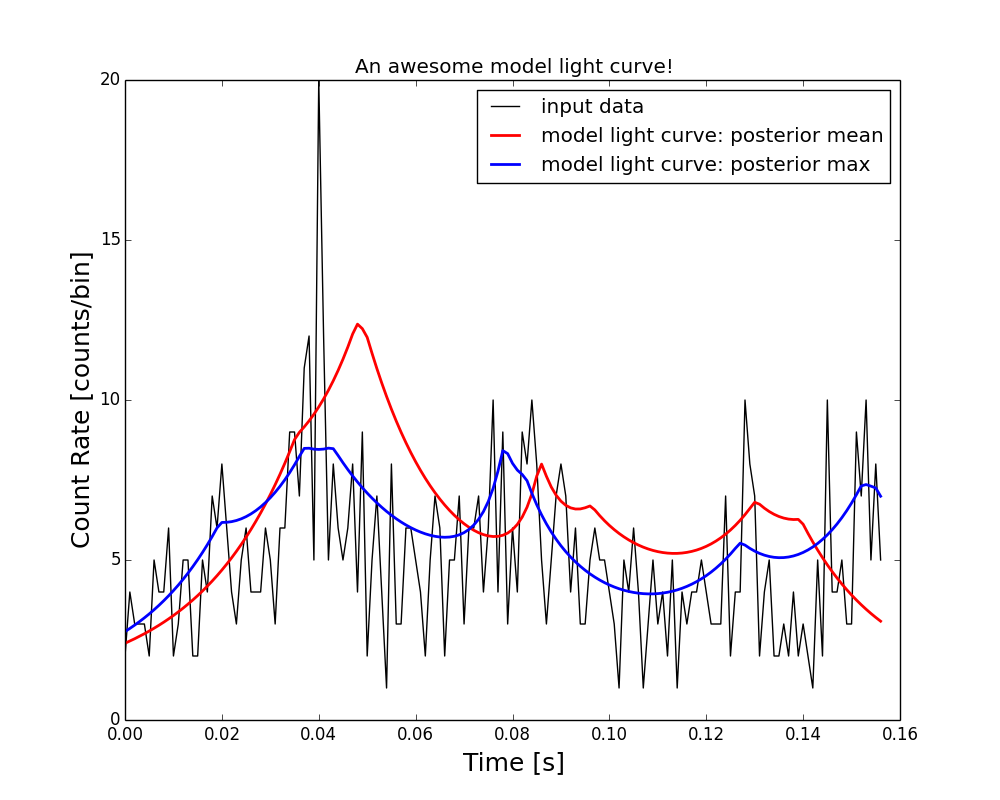 An awesome model light curve!
input data
model light curve: posterior mean
model light curve: posterior max
Count Rate [counts/bin]
20
15
10
5
0
0.00 0.02 0.04 0.06 0.08 0.10 0.12 0.14 0.16
Time [s]